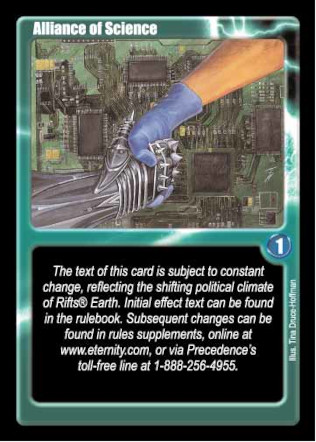 Alliance of Science
1
The text of this card is subject to constant
change, reflecting the shifting political climate
of Rifts® Earth. Initial effect text can be found
in the rulebook. Subsequent changes can be
found in rules supplements, online at
www.eternity.com, or via Precedence's
toll-free line at 1-888-256-4955.
Illus. Tina Druce-Hoffman